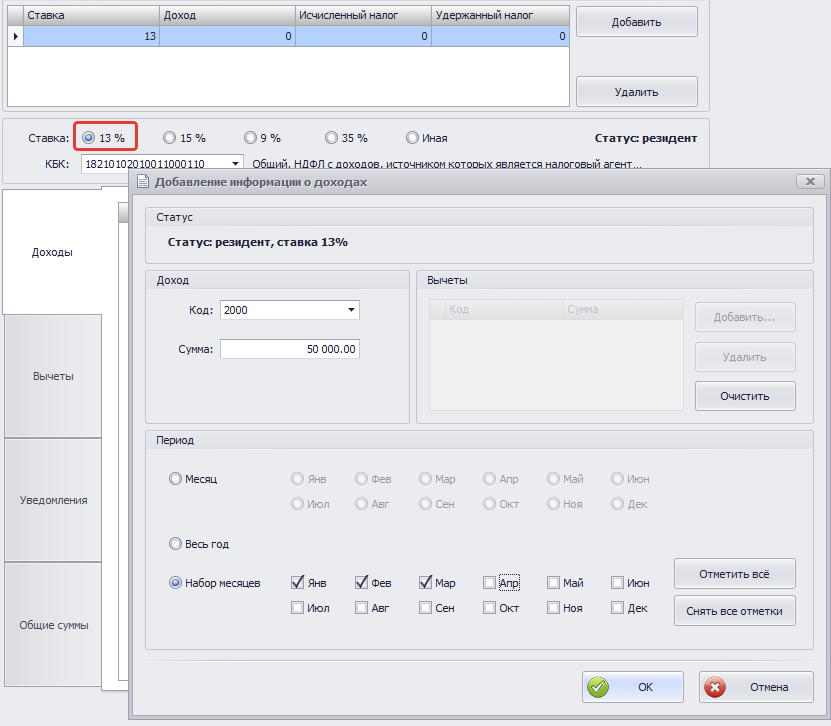 Ставка Доход Исчисленный налог Удержанный налог
13 0 0 0
Добавить
Удалить
Ставка: 13 % 15 % 9 % 35 % Иная Статус: резидент
КБК: 18210102010011000110 Общий. НДФЛ с доходов, источником которых является налоговый агент...
Доходы
Вычеты
Уведомления
Общие суммы
Добавление информации о доходах
Статус
Статус: резидент, ставка 13%
Доход
Код: 2000
Сумма: 50 000.00
Вычеты
Код Сумма
Добавить...
Удалить
Очистить
Период
Месяц Янв Фев Мар Апр Май Июн
Июл Авг Сен Окт Ноя Дек
Весь год
Набор месяцев Янв Фев Мар Апр Май Июн
Июл Авг Сен Окт Ноя Дек
Отметить всё
Снять все отметки
ОК Отмена